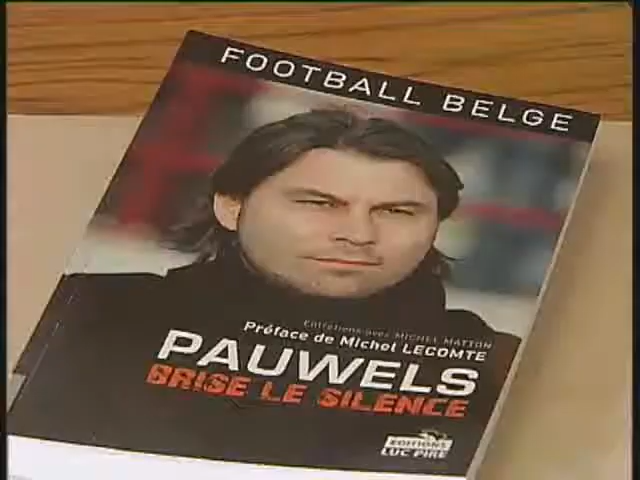 FOOTBALL BELGE
Entretiens avec MICHEL MATTON
Préface de Michel LECOMTE
PAUWELS
BRISE LE SILENCE
EDITIONS
LUC PIRE